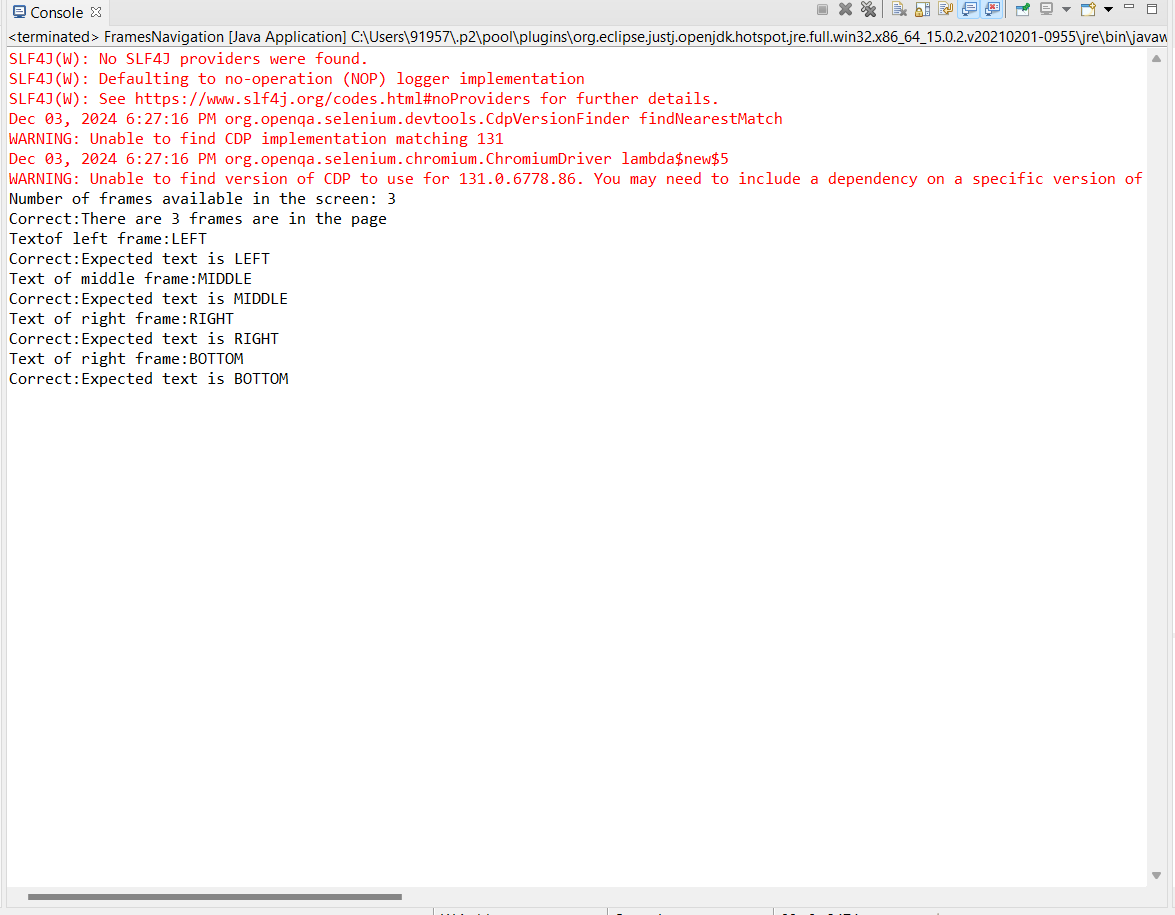 Console
<terminated> FramesNavigation [Java Application] C:\Users\91957\.p2\pool\plugins\org.eclipse.justj.openjdk.hotspot.jre.full.win32.x86_64_15.0.2.v20210201-0955\jre\bin\javaw
SLF4J(W): No SLF4J providers were found.
SLF4J(W): Defaulting to no-operation (NOP) logger implementation
SLF4J(W): See https://www.slf4j.org/codes.html#noProviders for further details.
Dec 03, 2024 6:27:16 PM org.openqa.selenium.devtools.CdpVersionFinder findNearestMatch
WARNING: Unable to find CDP implementation matching 131
Dec 03, 2024 6:27:16 PM org.openqa.selenium.chromium.ChromiumDriver lambda$new$5
WARNING: Unable to find version of CDP to use for 131.0.6778.86. You may need to include a dependency on a specific version of
Number of frames available in the screen: 3
Correct:There are 3 frames are in the page
Textof left frame:LEFT
Correct:Expected text is LEFT
Text of middle frame:MIDDLE
Correct:Expected text is MIDDLE
Text of right frame:RIGHT
Correct:Expected text is RIGHT
Text of right frame:BOTTOM
Correct:Expected text is BOTTOM